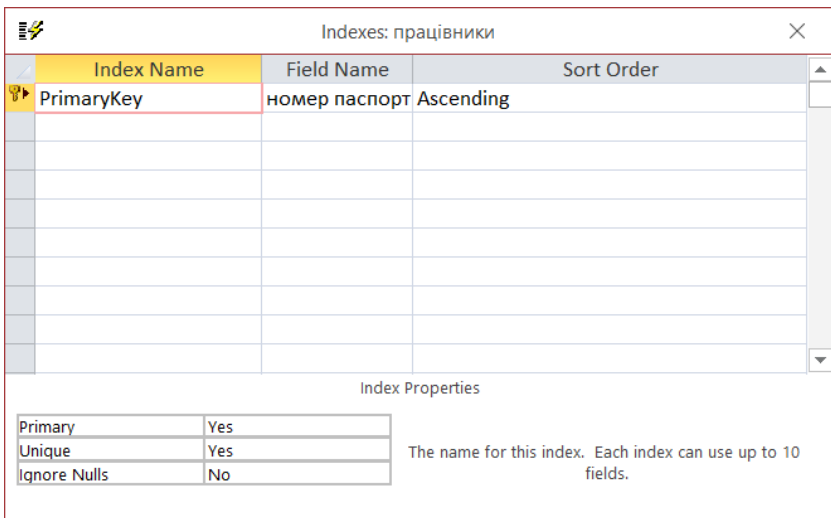 Indexes: працівники
Index Name Field Name Sort Order
PrimaryKey номер паспорт Ascending
Index Properties
Primary Yes
Unique Yes
Ignore Nulls No
The name for this index. Each index can use up to 10
fields.